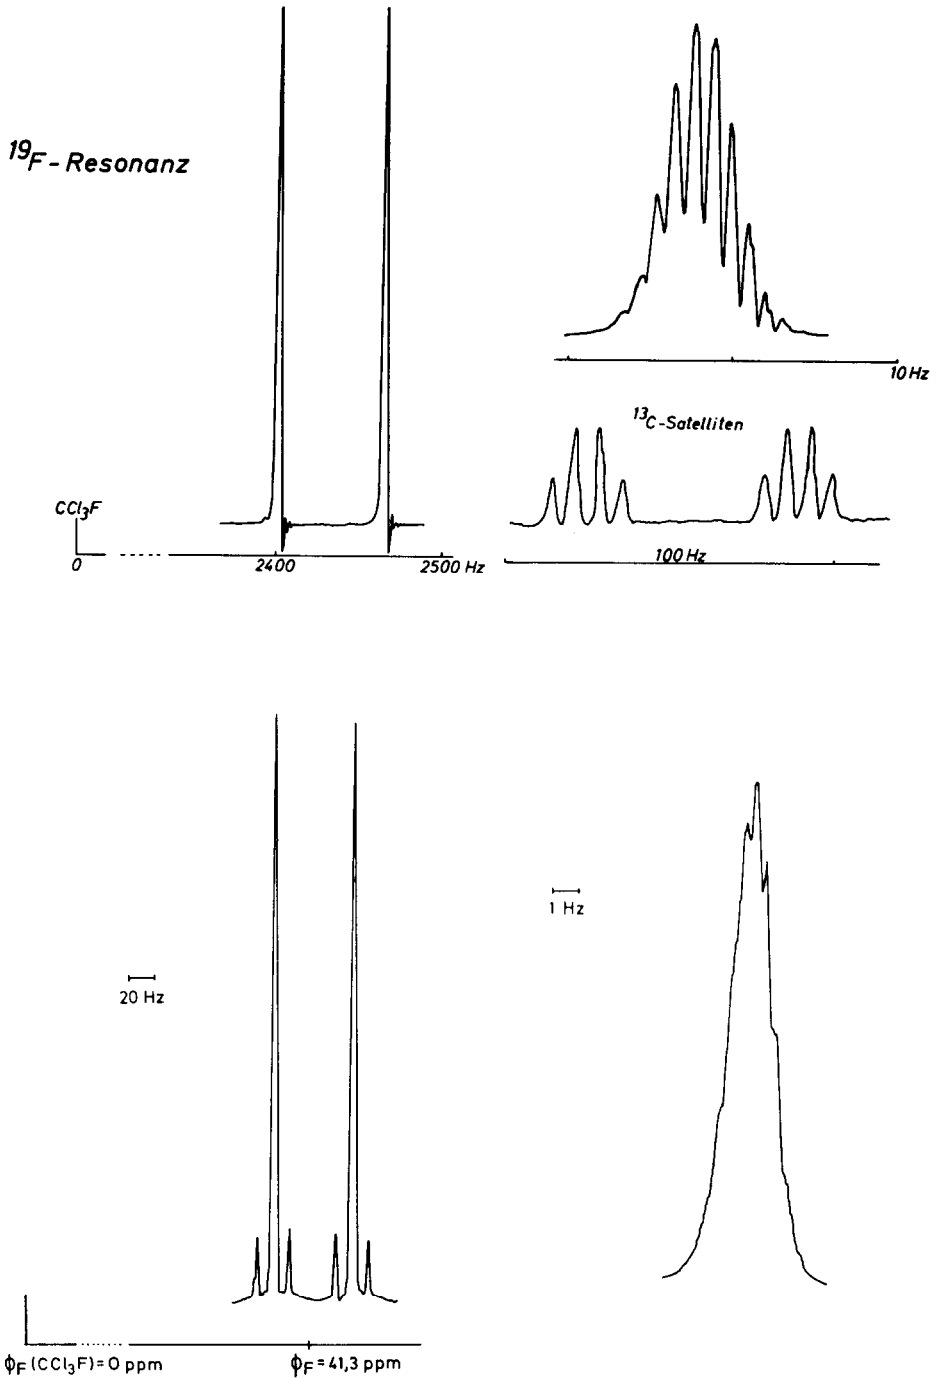 ¹⁹F-Resonanz
10 Hz
¹³C-Satelliten
CCl₃F
0
2400
2500 Hz
100 Hz
1 Hz
20 Hz
ϕF (CCl₃F) = 0 ppm
ϕF = 41,3 ppm